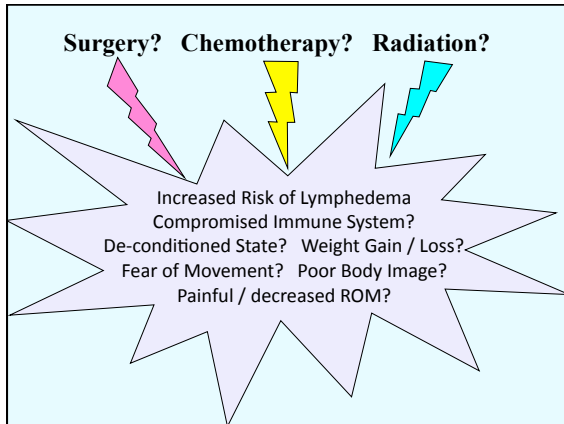 Surgery? Chemotherapy? Radiation?
Increased Risk of Lymphedema
Compromised Immune System?
De-conditioned State? Weight Gain / Loss?
Fear of Movement? Poor Body Image?
Painful / decreased ROM?